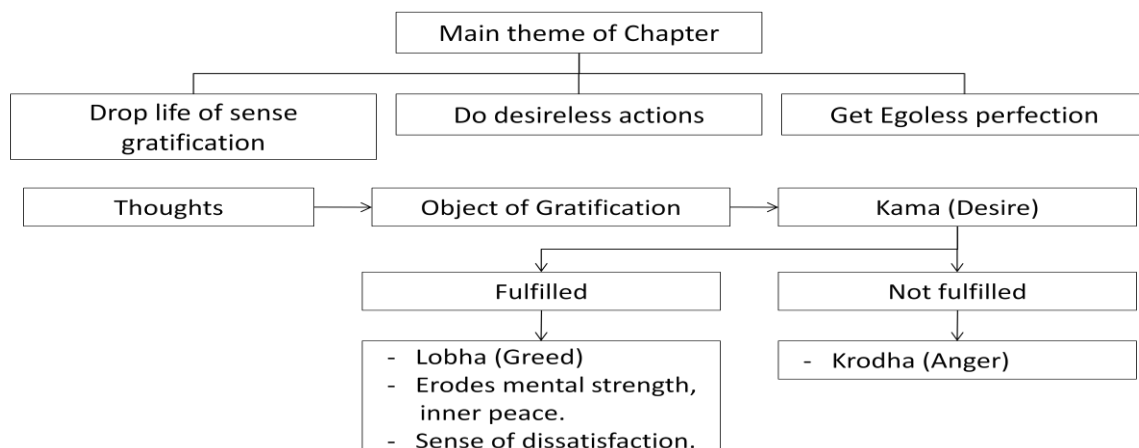 Main theme of Chapter
Drop life of sense
gratification
Do desireless actions
Get Egoless perfection
Thoughts
Object of Gratification
Kama (Desire)
Fulfilled
Not fulfilled
- Lobha (Greed)
- Erodes mental strength,
inner peace.
- Sense of dissatisfaction.
- Krodha (Anger)